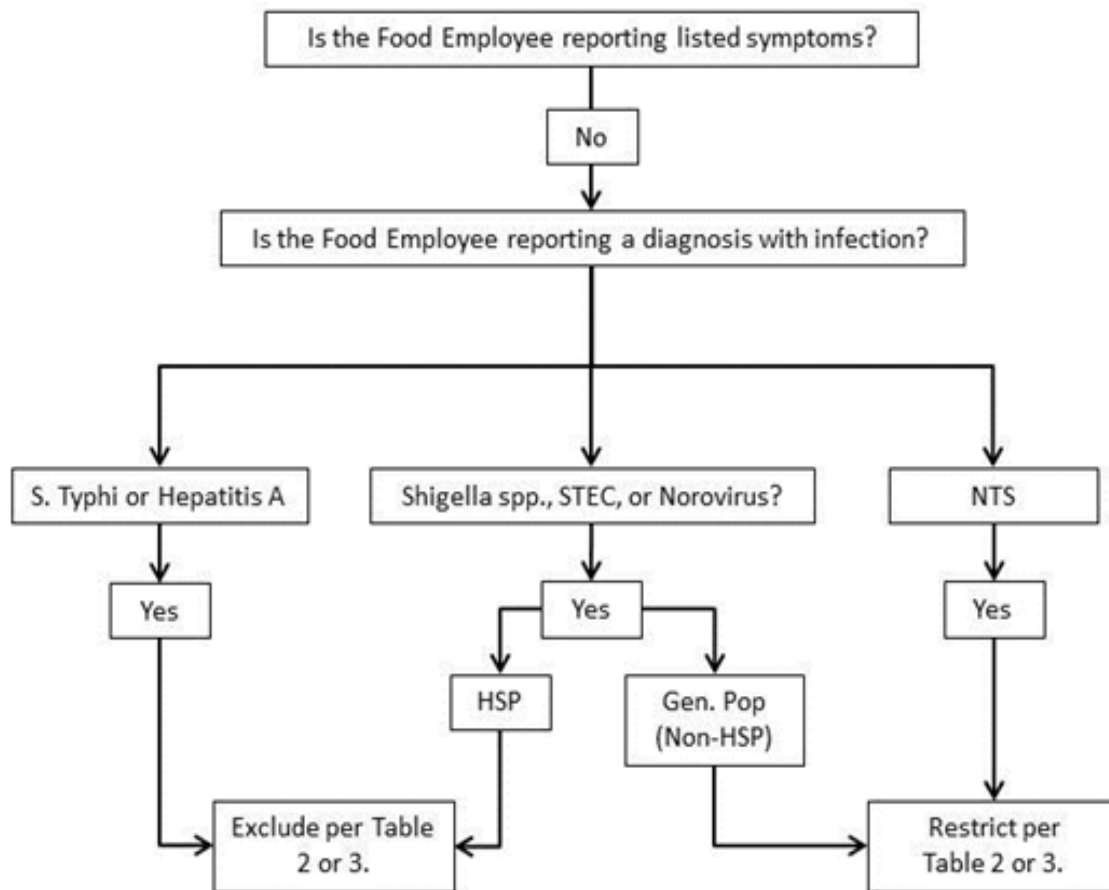 Is the Food Employee reporting listed symptoms?
No
Is the Food Employee reporting a diagnosis with infection?
S. Typhi or Hepatitis A
Shigella spp., STEC, or Norovirus?
NTS
Yes
Yes
Yes
HSP
Gen. Pop
(Non-HSP)
Exclude per Table
2 or 3.
Restrict per
Table 2 or 3.